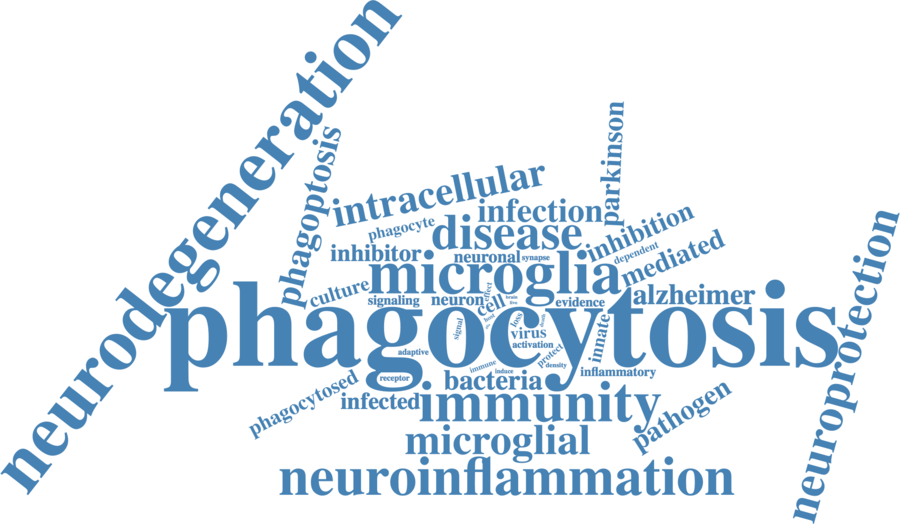 neurodegeneration
phagoptosis
parkinson
intracellular
infection
phagocyte
disease
inhibition
neuroprotection
inhibitor
neuronal
synapse
dependent
mediated
microglia
culture
signaling
neuron
effect
cell
brain
live
evidence
alzheimer
phagocytosis
signal
loss
death
virus
innate
activation
adaptive
protect
density
immune
induce
inflammatory
receptor
bacteria
phagocytosed
infected
immunity
pathogen
microglial
neuroinflammation